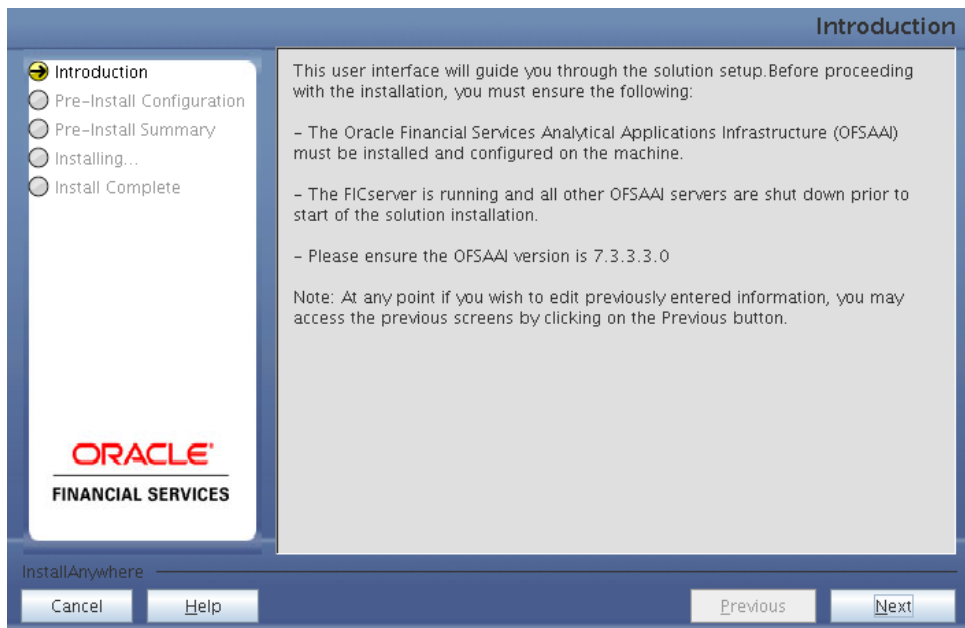 Introduction
Introduction
Pre-Install Configuration
Pre-Install Summary
Installing...
Install Complete
ORACLE
FINANCIAL SERVICES
This user interface will guide you through the solution setup.Before proceeding
with the installation, you must ensure the following:
- The Oracle Financial Services Analytical Applications Infrastructure (OFSAAI)
must be installed and configured on the machine.
- The FICserver is running and all other OFSAAI servers are shut down prior to
start of the solution installation.
- Please ensure the OFSAAI version is 7.3.3.3.0
Note: At any point if you wish to edit previously entered information, you may
access the previous screens by clicking on the Previous button.
InstallAnywhere
Cancel
Help
Previous
Next